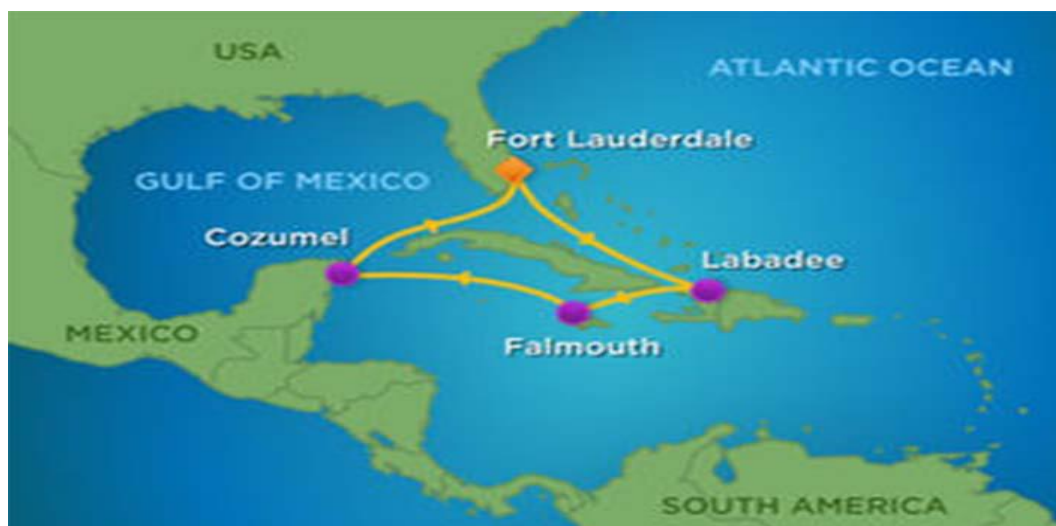 USA
ATLANTIC OCEAN
Fort Lauderdale
GULF OF MEXICO
Cozumel
Labadee
MEXICO
Falmouth
SOUTH AMERICA